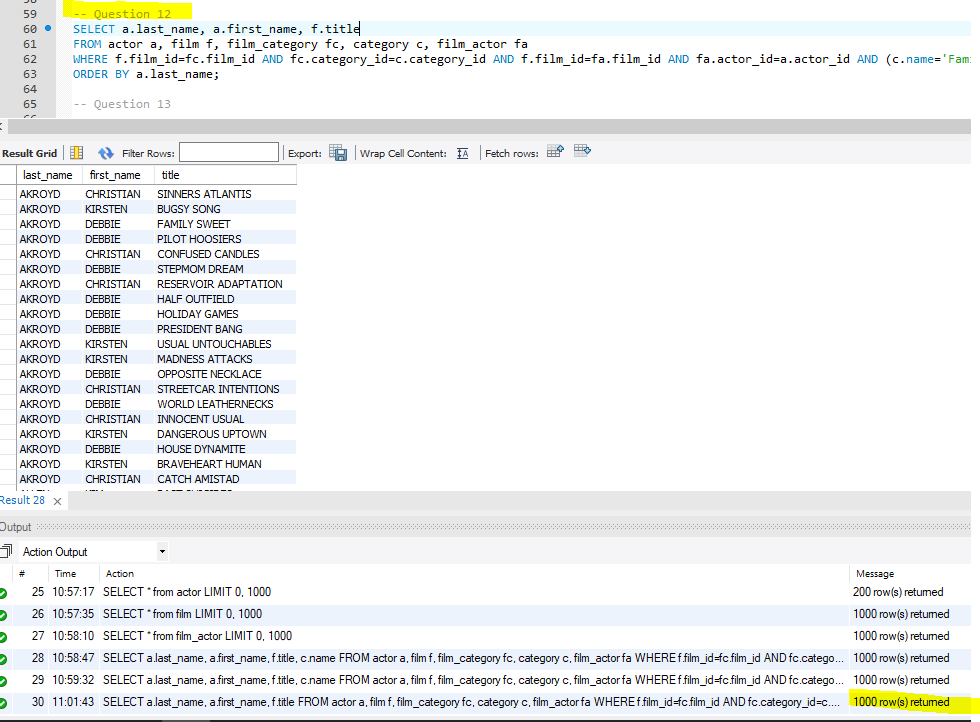 59 -- Question 12
60 SELECT a.last_name, a.first_name, f.title
61 FROM actor a, film f, film_category fc, category c, film_actor fa
62 WHERE f.film_id=fc.film_id AND fc.category_id=c.category_id AND f.film_id=fa.film_id AND fa.actor_id=a.actor_id AND (c.name='Fami
63 ORDER BY a.last_name;
64
65 -- Question 13
Result Grid Filter Rows: Export: Wrap Cell Content: Fetch rows:
last_name first_name title
AKROYD CHRISTIAN SINNERS ATLANTIS
AKROYD KIRSTEN BUGSY SONG
AKROYD DEBBIE FAMILY SWEET
AKROYD DEBBIE PILOT HOOSIERS
AKROYD CHRISTIAN CONFUSED CANDLES
AKROYD DEBBIE STEPMOM DREAM
AKROYD CHRISTIAN RESERVOIR ADAPTATION
AKROYD DEBBIE HALF OUTFIELD
AKROYD DEBBIE HOLIDAY GAMES
AKROYD DEBBIE PRESIDENT BANG
AKROYD KIRSTEN USUAL UNTOUCHABLES
AKROYD KIRSTEN MADNESS ATTACKS
AKROYD DEBBIE OPPOSITE NECKLACE
AKROYD CHRISTIAN STREETCAR INTENTIONS
AKROYD DEBBIE WORLD LEATHERNECKS
AKROYD CHRISTIAN INNOCENT USUAL
AKROYD KIRSTEN DANGEROUS UPTOWN
AKROYD DEBBIE HOUSE DYNAMITE
AKROYD KIRSTEN BRAVEHEART HUMAN
AKROYD CHRISTIAN CATCH AMISTAD
Result 28
Output
Action Output
# Time Action Message
25 10:57:17 SELECT * from actor LIMIT 0, 1000 200 row(s) returned
26 10:57:35 SELECT * from film LIMIT 0, 1000 1000 row(s) returned
27 10:58:10 SELECT * from film_actor LIMIT 0, 1000 1000 row(s) returned
28 10:58:47 SELECT a.last_name, a.first_name, f.title, c.name FROM actor a, film f, film_category fc, category c, film_actor fa WHERE f.film_id=fc.film_id AND fc.catego... 1000 row(s) returned
29 10:59:32 SELECT a.last_name, a.first_name, f.title, c.name FROM actor a, film f, film_category fc, category c, film_actor fa WHERE f.film_id=fc.film_id AND fc.catego... 1000 row(s) returned
30 11:01:43 SELECT a.last_name, a.first_name, f.title FROM actor a, film f, film_category fc, category c, film_actor fa WHERE f.film_id=fc.film_id AND fc.category_id=c.... 1000 row(s) returned